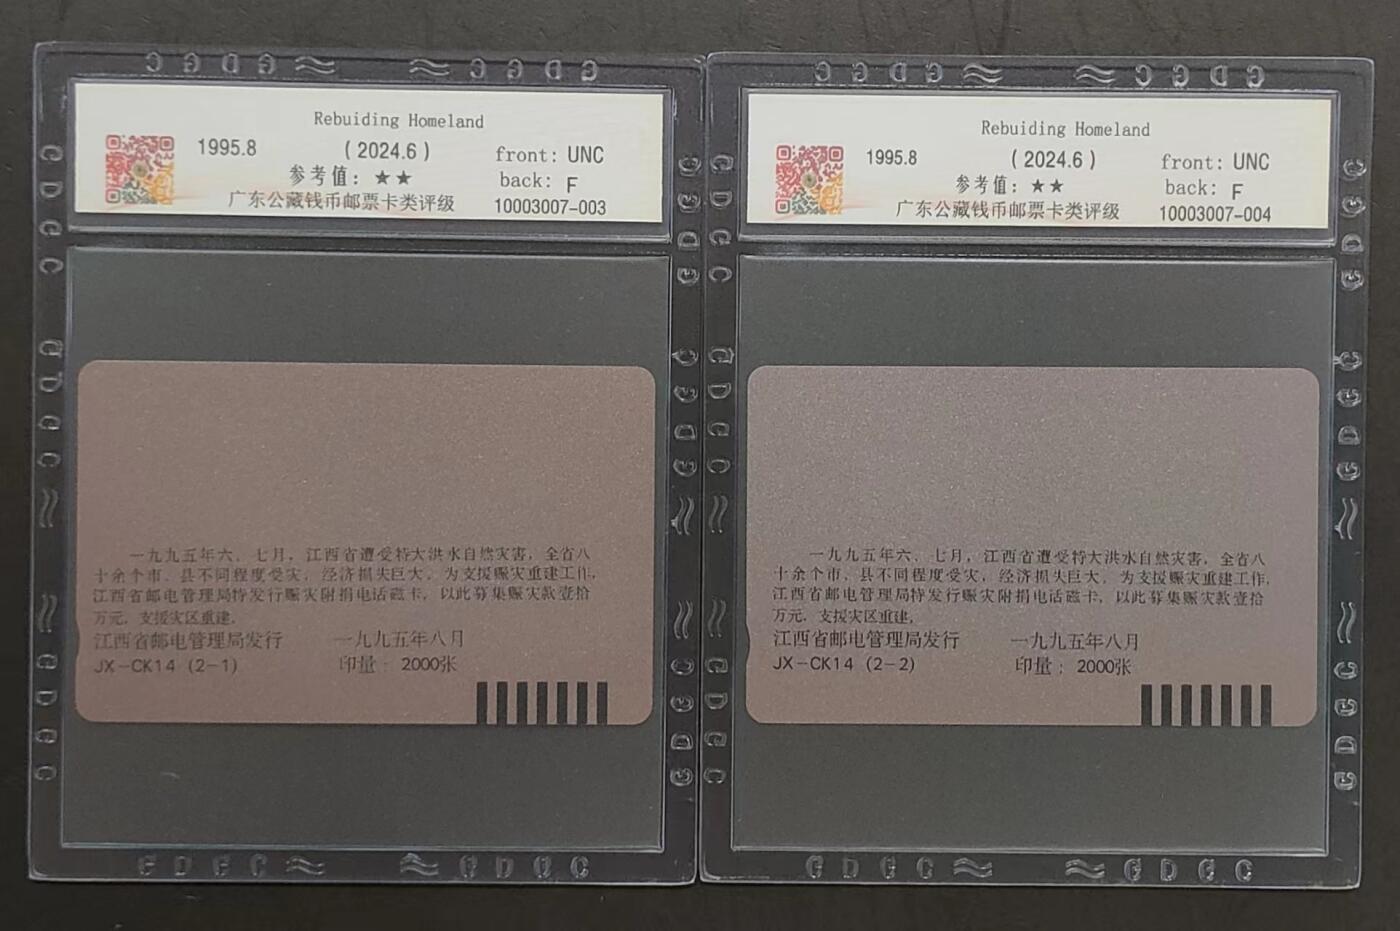 C D G C ≈ ≈ C G D G
Rebuiding Homeland
1995.8
(2024.6)
front: UNC
参考值：★★
back: F
广东公藏钱币邮票卡类评级
10003007-003
一九九五年六、七月，江西省遭受特大洪水自然灾害，全省八
十余个市、县不同程度受灾，经济损失巨大，为支援赈灾重建工作，
江西省邮电管理局特发行赈灾附捐电话磁卡，以此募集赈灾款壹拾
万元，支援灾区重建。
江西省邮电管理局发行 一九九五年八月
JX-CK14 (2-1) 印量：2000张
Rebuiding Homeland
1995.8
(2024.6)
front: UNC
参考值：★★
back: F
广东公藏钱币邮票卡类评级
10003007-004
一九九五年六、七月，江西省遭受特大洪水自然灾害，全省八
十余个市、县不同程度受灾，经济损失巨大，为支援赈灾重建工作，
江西省邮电管理局特发行赈灾附捐电话磁卡，以此募集赈灾款壹拾
万元，支援灾区重建。
江西省邮电管理局发行 一九九五年八月
JX-CK14 (2-2) 印量：2000张
G D G C ≈ ≈ G D G C